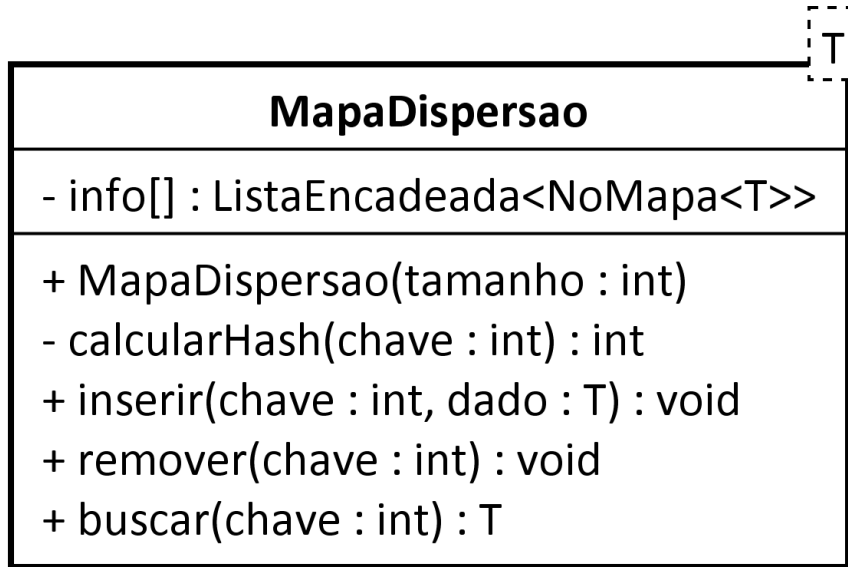 T
MapaDispersao
- info[] : ListaEncadeada<NoMapa<T>>
+ MapaDispersao(tamanho : int)
- calcularHash(chave : int) : int
+ inserir(chave : int, dado : T) : void
+ remover(chave : int) : void
+ buscar(chave : int) : T